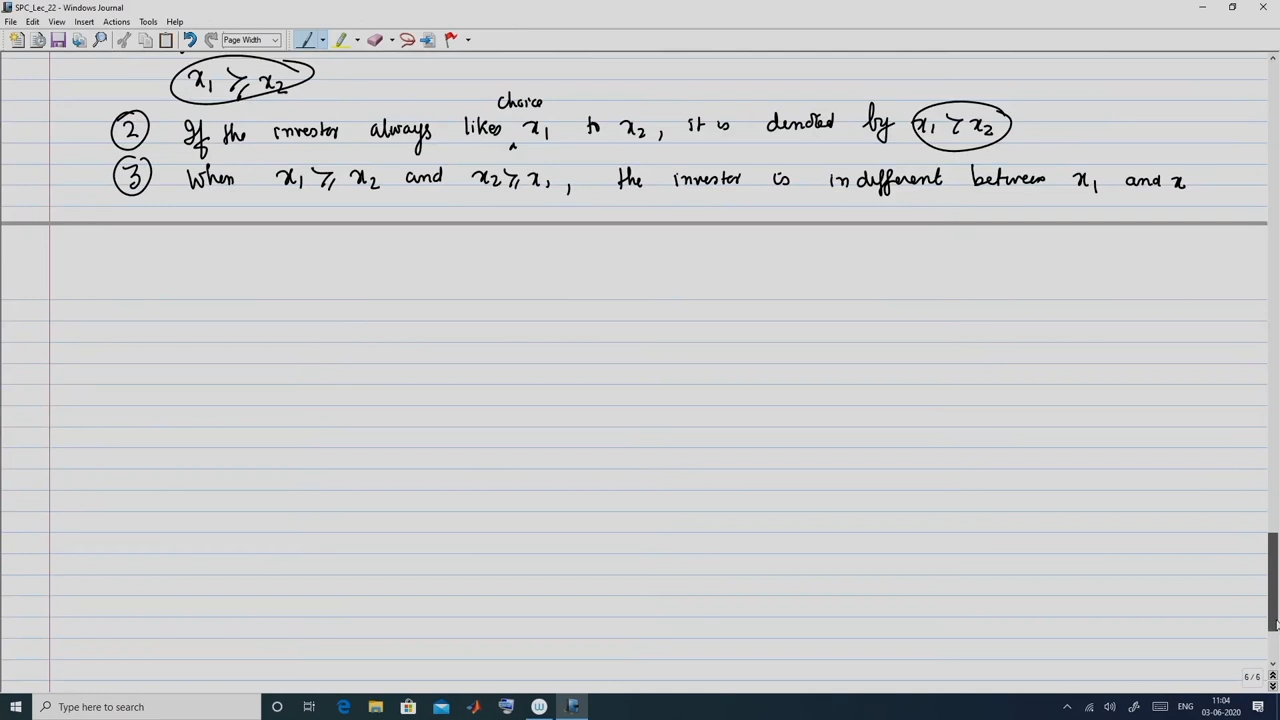 SPC_Lec_22 - Windows Journal
File Edit View Insert Actions Tools Help
Page Width
x₁ ≽ x₂
choice
② If the investor always likes ‸ x₁ to x₂, it is denoted by x₁ ≻ x₂
③ When x₁ ≽ x₂ and x₂ ≽ x₁, the investor is indifferent between x₁ and x
6 / 6
Type here to search
ENG
11:04
03-06-2020